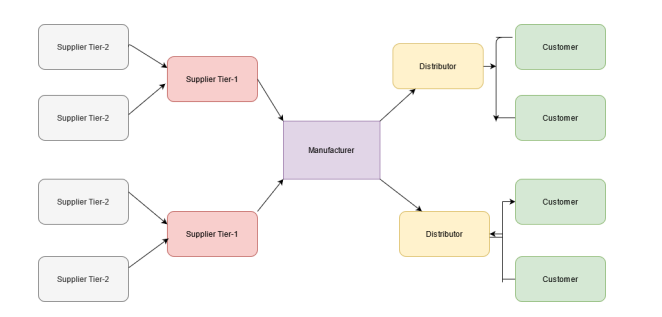 Supplier Tier-2
Supplier Tier-1
Supplier Tier-2
Supplier Tier-2
Supplier Tier-1
Supplier Tier-2
Manufacturer
Distributor
Customer
Customer
Distributor
Customer
Customer